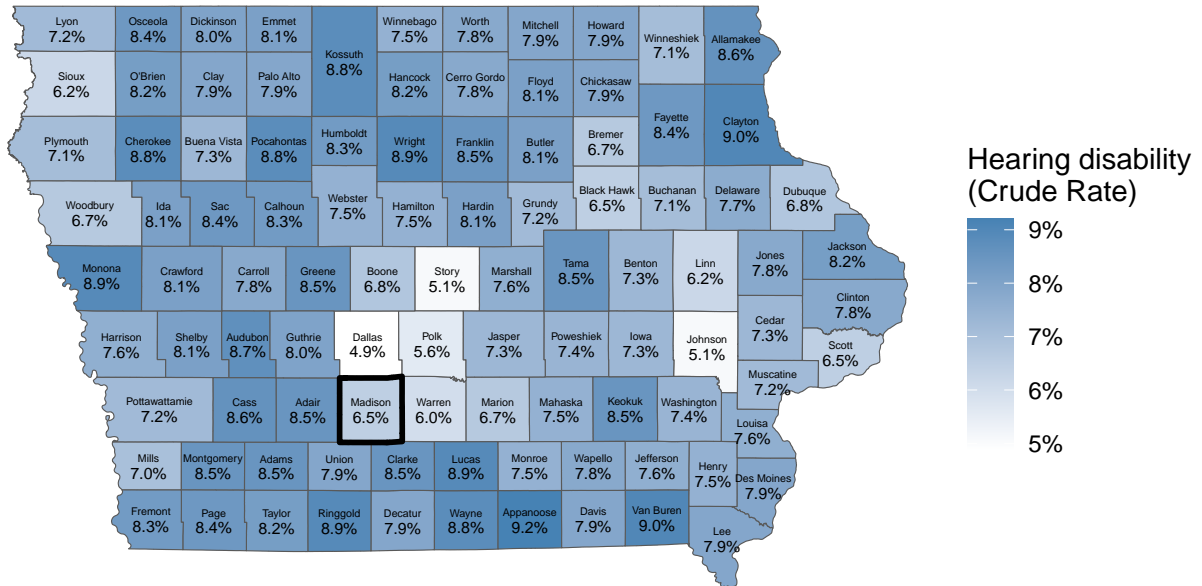 Lyon
7.2%
Osceola
8.4%
Dickinson
8.0%
Emmet
8.1%
Kossuth
8.8%
Winnebago
7.5%
Worth
7.8%
Mitchell
7.9%
Howard
7.9%
Winneshiek
7.1%
Allamakee
8.6%
Sioux
6.2%
O'Brien
8.2%
Clay
7.9%
Palo Alto
7.9%
Hancock
8.2%
Cerro Gordo
7.8%
Floyd
8.1%
Chickasaw
7.9%
Fayette
8.4%
Clayton
9.0%
Plymouth
7.1%
Cherokee
8.8%
Buena Vista
7.3%
Pocahontas
8.8%
Humboldt
8.3%
Wright
8.9%
Franklin
8.5%
Butler
8.1%
Bremer
6.7%
Woodbury
6.7%
Ida
8.1%
Sac
8.4%
Calhoun
8.3%
Webster
7.5%
Hamilton
7.5%
Hardin
8.1%
Grundy
7.2%
Black Hawk
6.5%
Buchanan
7.1%
Delaware
7.7%
Dubuque
6.8%
Monona
8.9%
Crawford
8.1%
Carroll
7.8%
Greene
8.5%
Boone
6.8%
Story
5.1%
Marshall
7.6%
Tama
8.5%
Benton
7.3%
Linn
6.2%
Jones
7.8%
Jackson
8.2%
Clinton
7.8%
Harrison
7.6%
Shelby
8.1%
Audubon
8.7%
Guthrie
8.0%
Dallas
4.9%
Polk
5.6%
Jasper
7.3%
Poweshiek
7.4%
Iowa
7.3%
Johnson
5.1%
Cedar
7.3%
Scott
6.5%
Muscatine
7.2%
Pottawattamie
7.2%
Cass
8.6%
Adair
8.5%
Madison
6.5%
Warren
6.0%
Marion
6.7%
Mahaska
7.5%
Keokuk
8.5%
Washington
7.4%
Louisa
7.6%
Mills
7.0%
Montgomery
8.5%
Adams
8.5%
Union
7.9%
Clarke
8.5%
Lucas
8.9%
Monroe
7.5%
Wapello
7.8%
Jefferson
7.6%
Henry
7.5%
Des Moines
7.9%
Fremont
8.3%
Page
8.4%
Taylor
8.2%
Ringgold
8.9%
Decatur
7.9%
Wayne
8.8%
Appanoose
9.2%
Davis
7.9%
Van Buren
9.0%
Lee
7.9%
Hearing disability
(Crude Rate)
9%
8%
7%
6%
5%